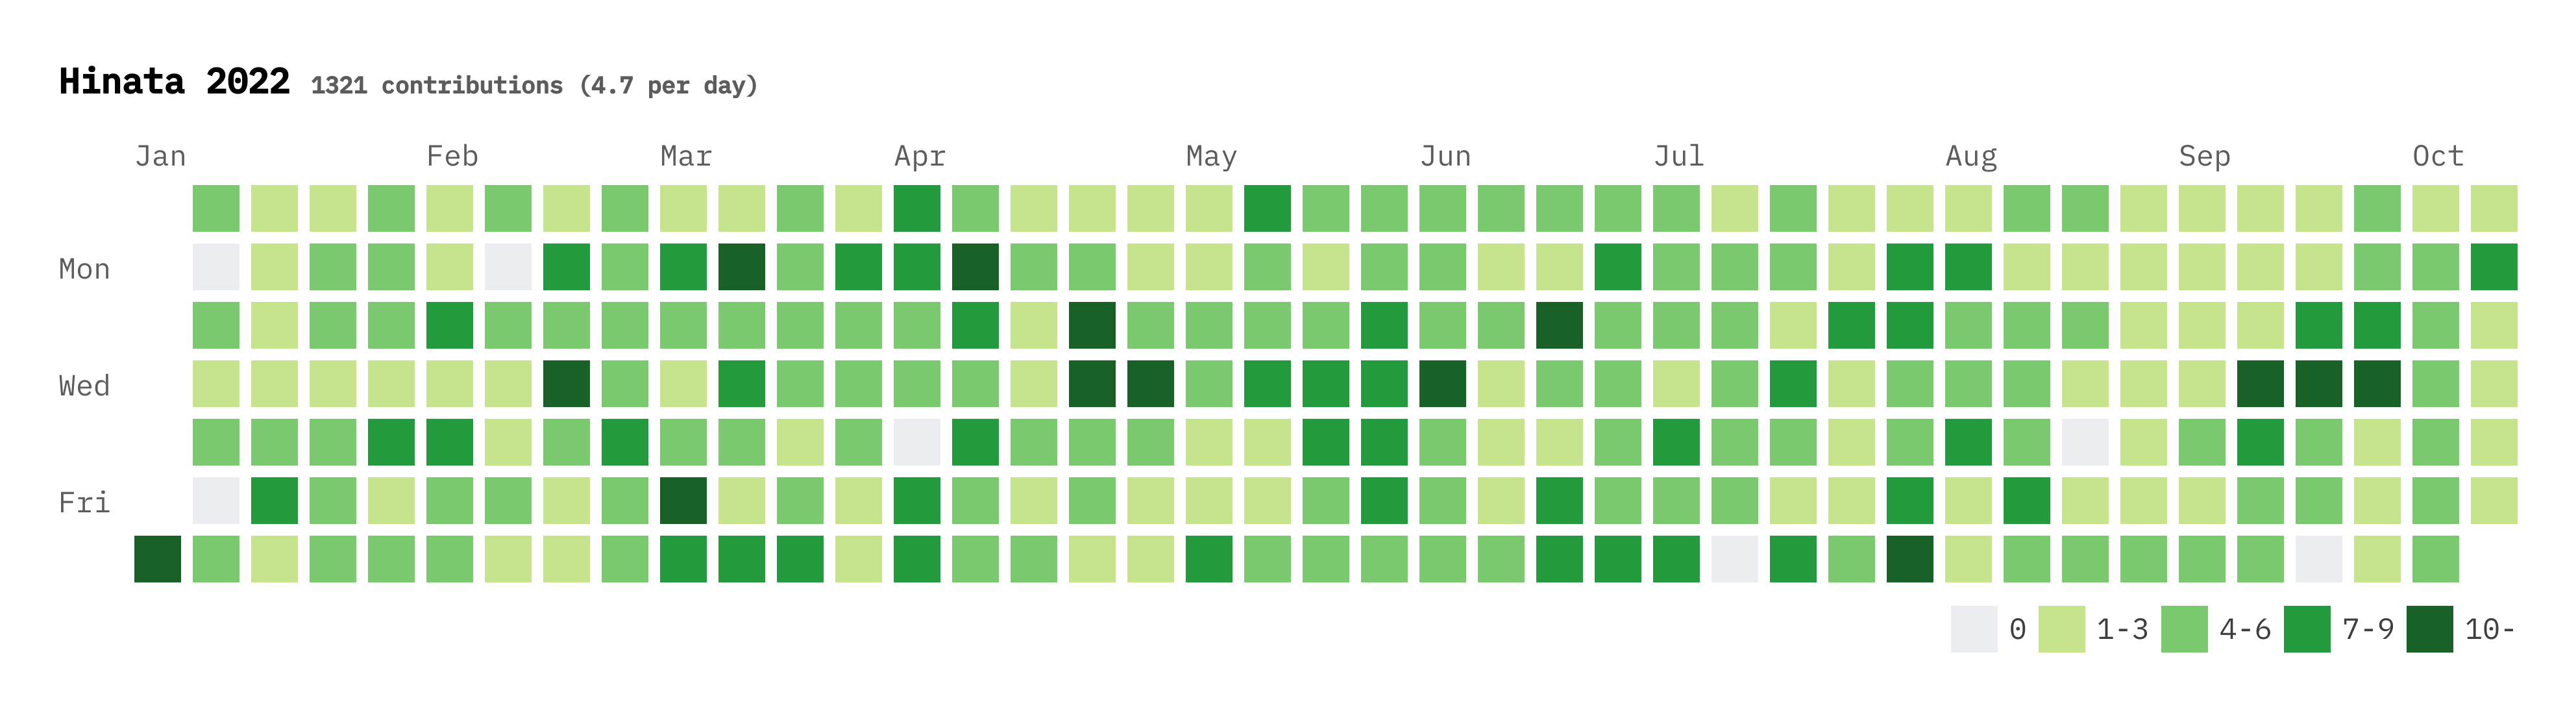 Hinata 2022 1321 contributions (4.7 per day)
Jan Feb Mar Apr May Jun Jul Aug Sep Oct
Mon
Wed
Fri
0 1-3 4-6 7-9 10-